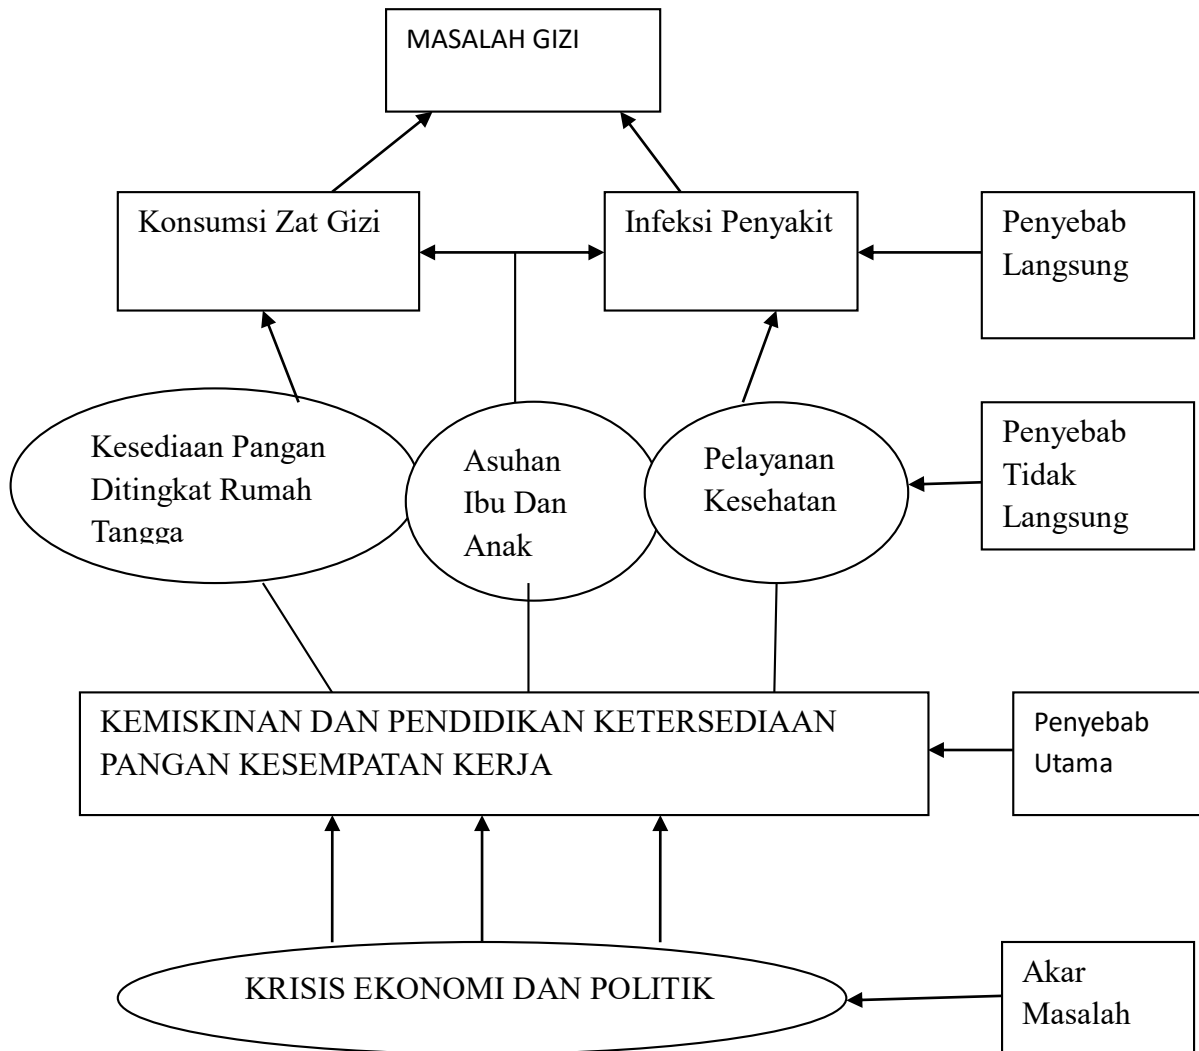 MASALAH GIZI
Konsumsi Zat Gizi
Infeksi Penyakit
Penyebab
Langsung
Kesediaan Pangan
Ditingkat Rumah
Tangga
Asuhan
Ibu Dan
Anak
Pelayanan
Kesehatan
Penyebab
Tidak
Langsung
KEMISKINAN DAN PENDIDIKAN KETERSEDIAAN
PANGAN KESEMPATAN KERJA
Penyebab
Utama
KRISIS EKONOMI DAN POLITIK
Akar
Masalah